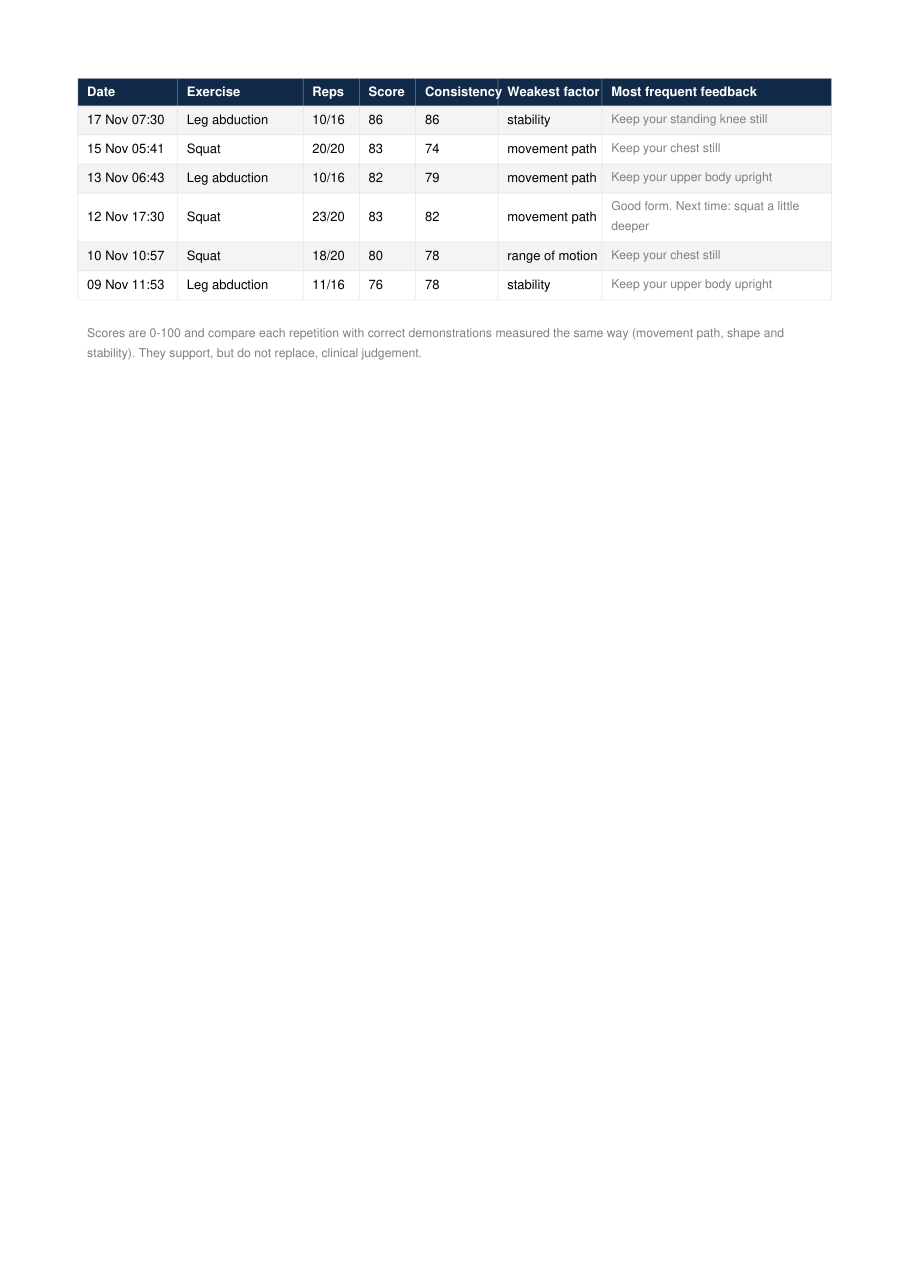 Date Exercise Reps Score Consistency Weakest factor Most frequent feedback
17 Nov 07:30 Leg abduction 10/16 86 86 stability Keep your standing knee still
15 Nov 05:41 Squat 20/20 83 74 movement path Keep your chest still
13 Nov 06:43 Leg abduction 10/16 82 79 movement path Keep your upper body upright
12 Nov 17:30 Squat 23/20 83 82 movement path Good form. Next time: squat a little
deeper
10 Nov 10:57 Squat 18/20 80 78 range of motion Keep your chest still
09 Nov 11:53 Leg abduction 11/16 76 78 stability Keep your upper body upright
Scores are 0-100 and compare each repetition with correct demonstrations measured the same way (movement path, shape and
stability). They support, but do not replace, clinical judgement.